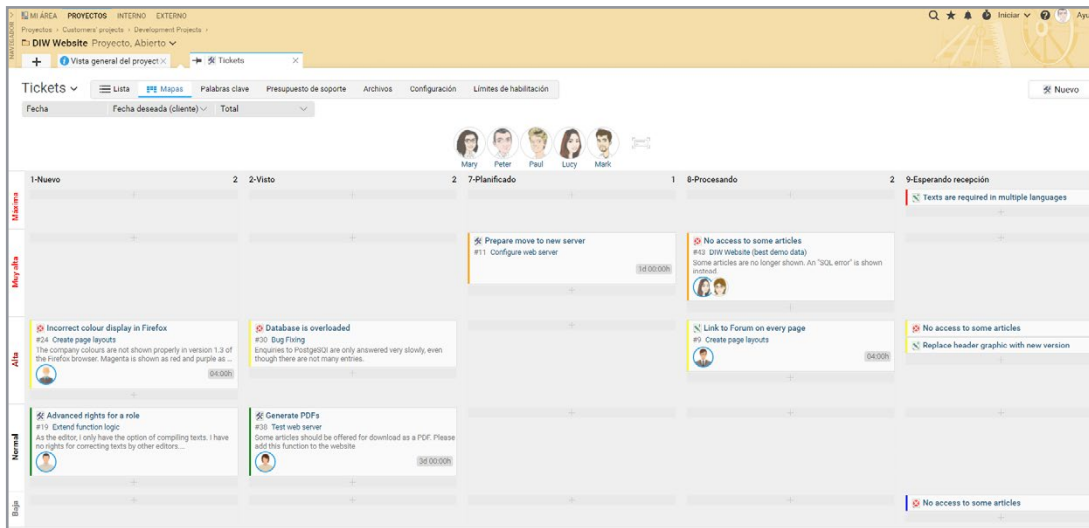 MI ÁREA PROYECTOS INTERNO EXTERNO
Iniciar
Ayu
NAVEGADOR
Proyectos › Customers' projects › Development Projects ›
DIW Website Proyecto, Abierto
Vista general del proyect
Tickets
Tickets
Lista Mapas Palabras clave Presupuesto de soporte Archivos Configuración Límites de habilitación
Nuevo
Fecha Fecha deseada (cliente) Total
Mary Peter Paul Lucy Mark
1-Nuevo 2 2-Visto 2 7-Planificado 1 8-Procesando 2 9-Esperando recepción
Máxima
Texts are required in multiple languages
Muy alta
Prepare move to new server
#11 Configure web server
1d 00:00h
No access to some articles
#43 DIW Website (best demo data)
Some articles are no longer shown. An "SQL error" is shown
instead.
Alta
Incorrect colour display in Firefox
#24 Create page layouts
The company colours are not shown properly in version 1.3 of
the Firefox browser. Magenta is shown as red and purple as ...
04:00h
Database is overloaded
#30 Bug Fixing
Enquiries to PostgeSQl are only answered very slowly, even
though there are not many entries.
Link to Forum on every page
#9 Create page layouts
04:00h
No access to some articles
Replace header graphic with new version
Normal
Advanced rights for a role
#19 Extend function logic
As the editor, I only have the option of compiling texts. I have
no rights for correcting texts by other editors....
Generate PDFs
#38 Test web server
Some articles should be offered for download as a PDF. Please
add this function to the website
3d 00:00h
Baja
No access to some articles